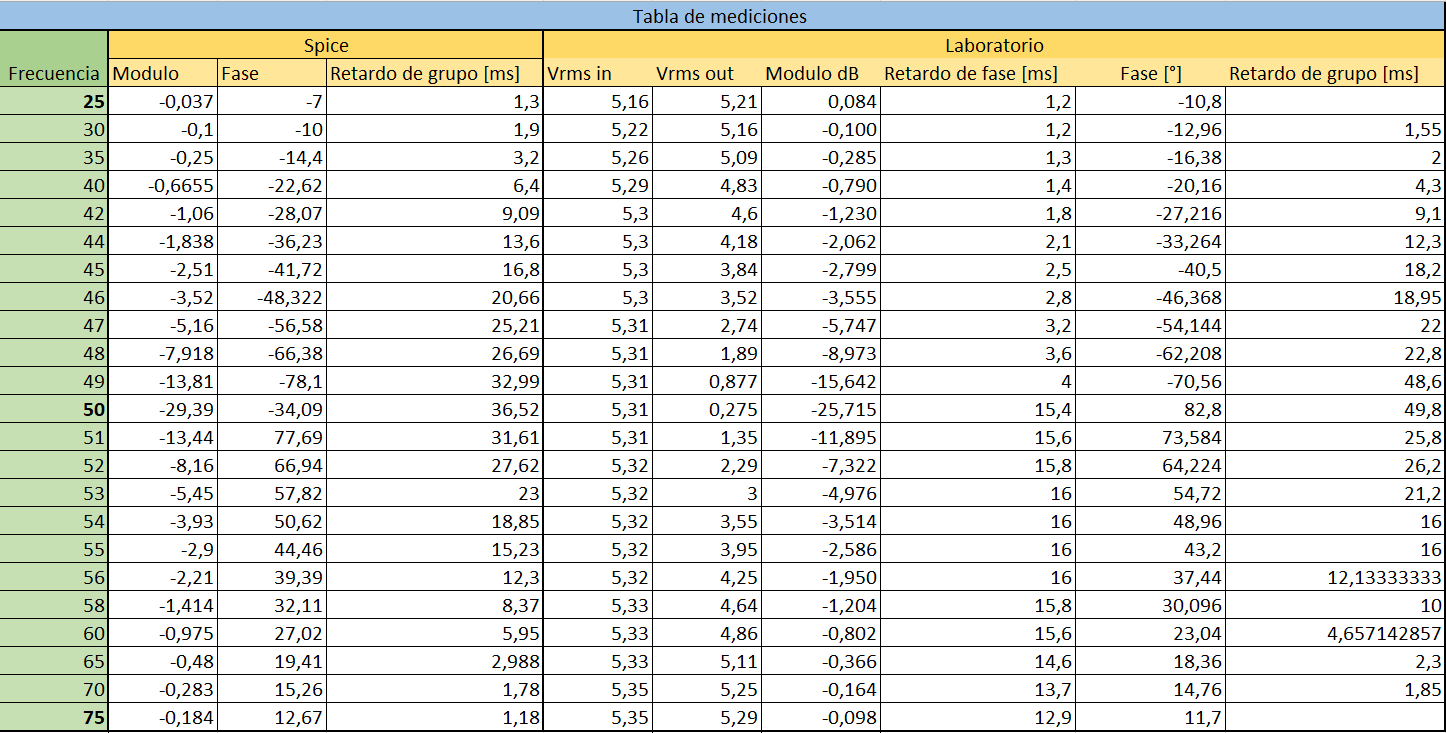 Tabla de mediciones
Spice Laboratorio
Frecuencia Modulo Fase Retardo de grupo [ms] Vrms in Vrms out Modulo dB Retardo de fase [ms] Fase [°] Retardo de grupo [ms]
25 -0,037 -7 1,3 5,16 5,21 0,084 1,2 -10,8
30 -0,1 -10 1,9 5,22 5,16 -0,100 1,2 -12,96 1,55
35 -0,25 -14,4 3,2 5,26 5,09 -0,285 1,3 -16,38 2
40 -0,6655 -22,62 6,4 5,29 4,83 -0,790 1,4 -20,16 4,3
42 -1,06 -28,07 9,09 5,3 4,6 -1,230 1,8 -27,216 9,1
44 -1,838 -36,23 13,6 5,3 4,18 -2,062 2,1 -33,264 12,3
45 -2,51 -41,72 16,8 5,3 3,84 -2,799 2,5 -40,5 18,2
46 -3,52 -48,322 20,66 5,3 3,52 -3,555 2,8 -46,368 18,95
47 -5,16 -56,58 25,21 5,31 2,74 -5,747 3,2 -54,144 22
48 -7,918 -66,38 26,69 5,31 1,89 -8,973 3,6 -62,208 22,8
49 -13,81 -78,1 32,99 5,31 0,877 -15,642 4 -70,56 48,6
50 -29,39 -34,09 36,52 5,31 0,275 -25,715 15,4 82,8 49,8
51 -13,44 77,69 31,61 5,31 1,35 -11,895 15,6 73,584 25,8
52 -8,16 66,94 27,62 5,32 2,29 -7,322 15,8 64,224 26,2
53 -5,45 57,82 23 5,32 3 -4,976 16 54,72 21,2
54 -3,93 50,62 18,85 5,32 3,55 -3,514 16 48,96 16
55 -2,9 44,46 15,23 5,32 3,95 -2,586 16 43,2 16
56 -2,21 39,39 12,3 5,32 4,25 -1,950 16 37,44 12,13333333
58 -1,414 32,11 8,37 5,33 4,64 -1,204 15,8 30,096 10
60 -0,975 27,02 5,95 5,33 4,86 -0,802 15,6 23,04 4,657142857
65 -0,48 19,41 2,988 5,33 5,11 -0,366 14,6 18,36 2,3
70 -0,283 15,26 1,78 5,35 5,25 -0,164 13,7 14,76 1,85
75 -0,184 12,67 1,18 5,35 5,29 -0,098 12,9 11,7